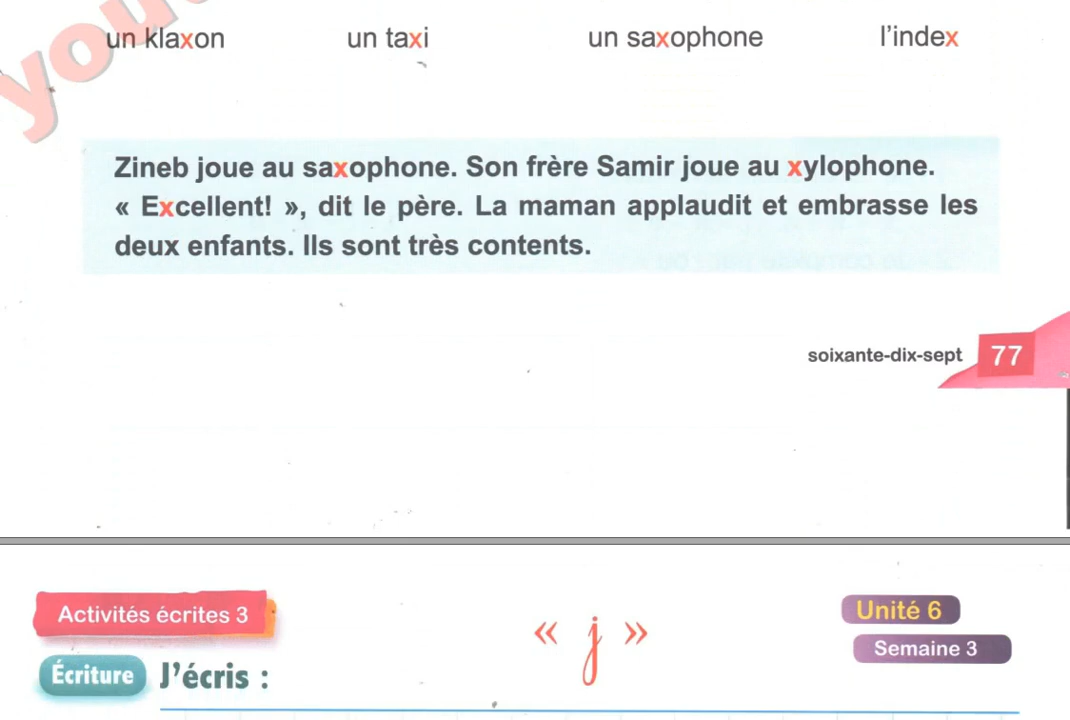 un klaxon un taxi un saxophone l'index
Zineb joue au saxophone. Son frère Samir joue au xylophone.
« Excellent! », dit le père. La maman applaudit et embrasse les
deux enfants. Ils sont très contents.
soixante-dix-sept 77
Activités écrites 3
« j »
Unité 6
Semaine 3
Écriture J'écris :